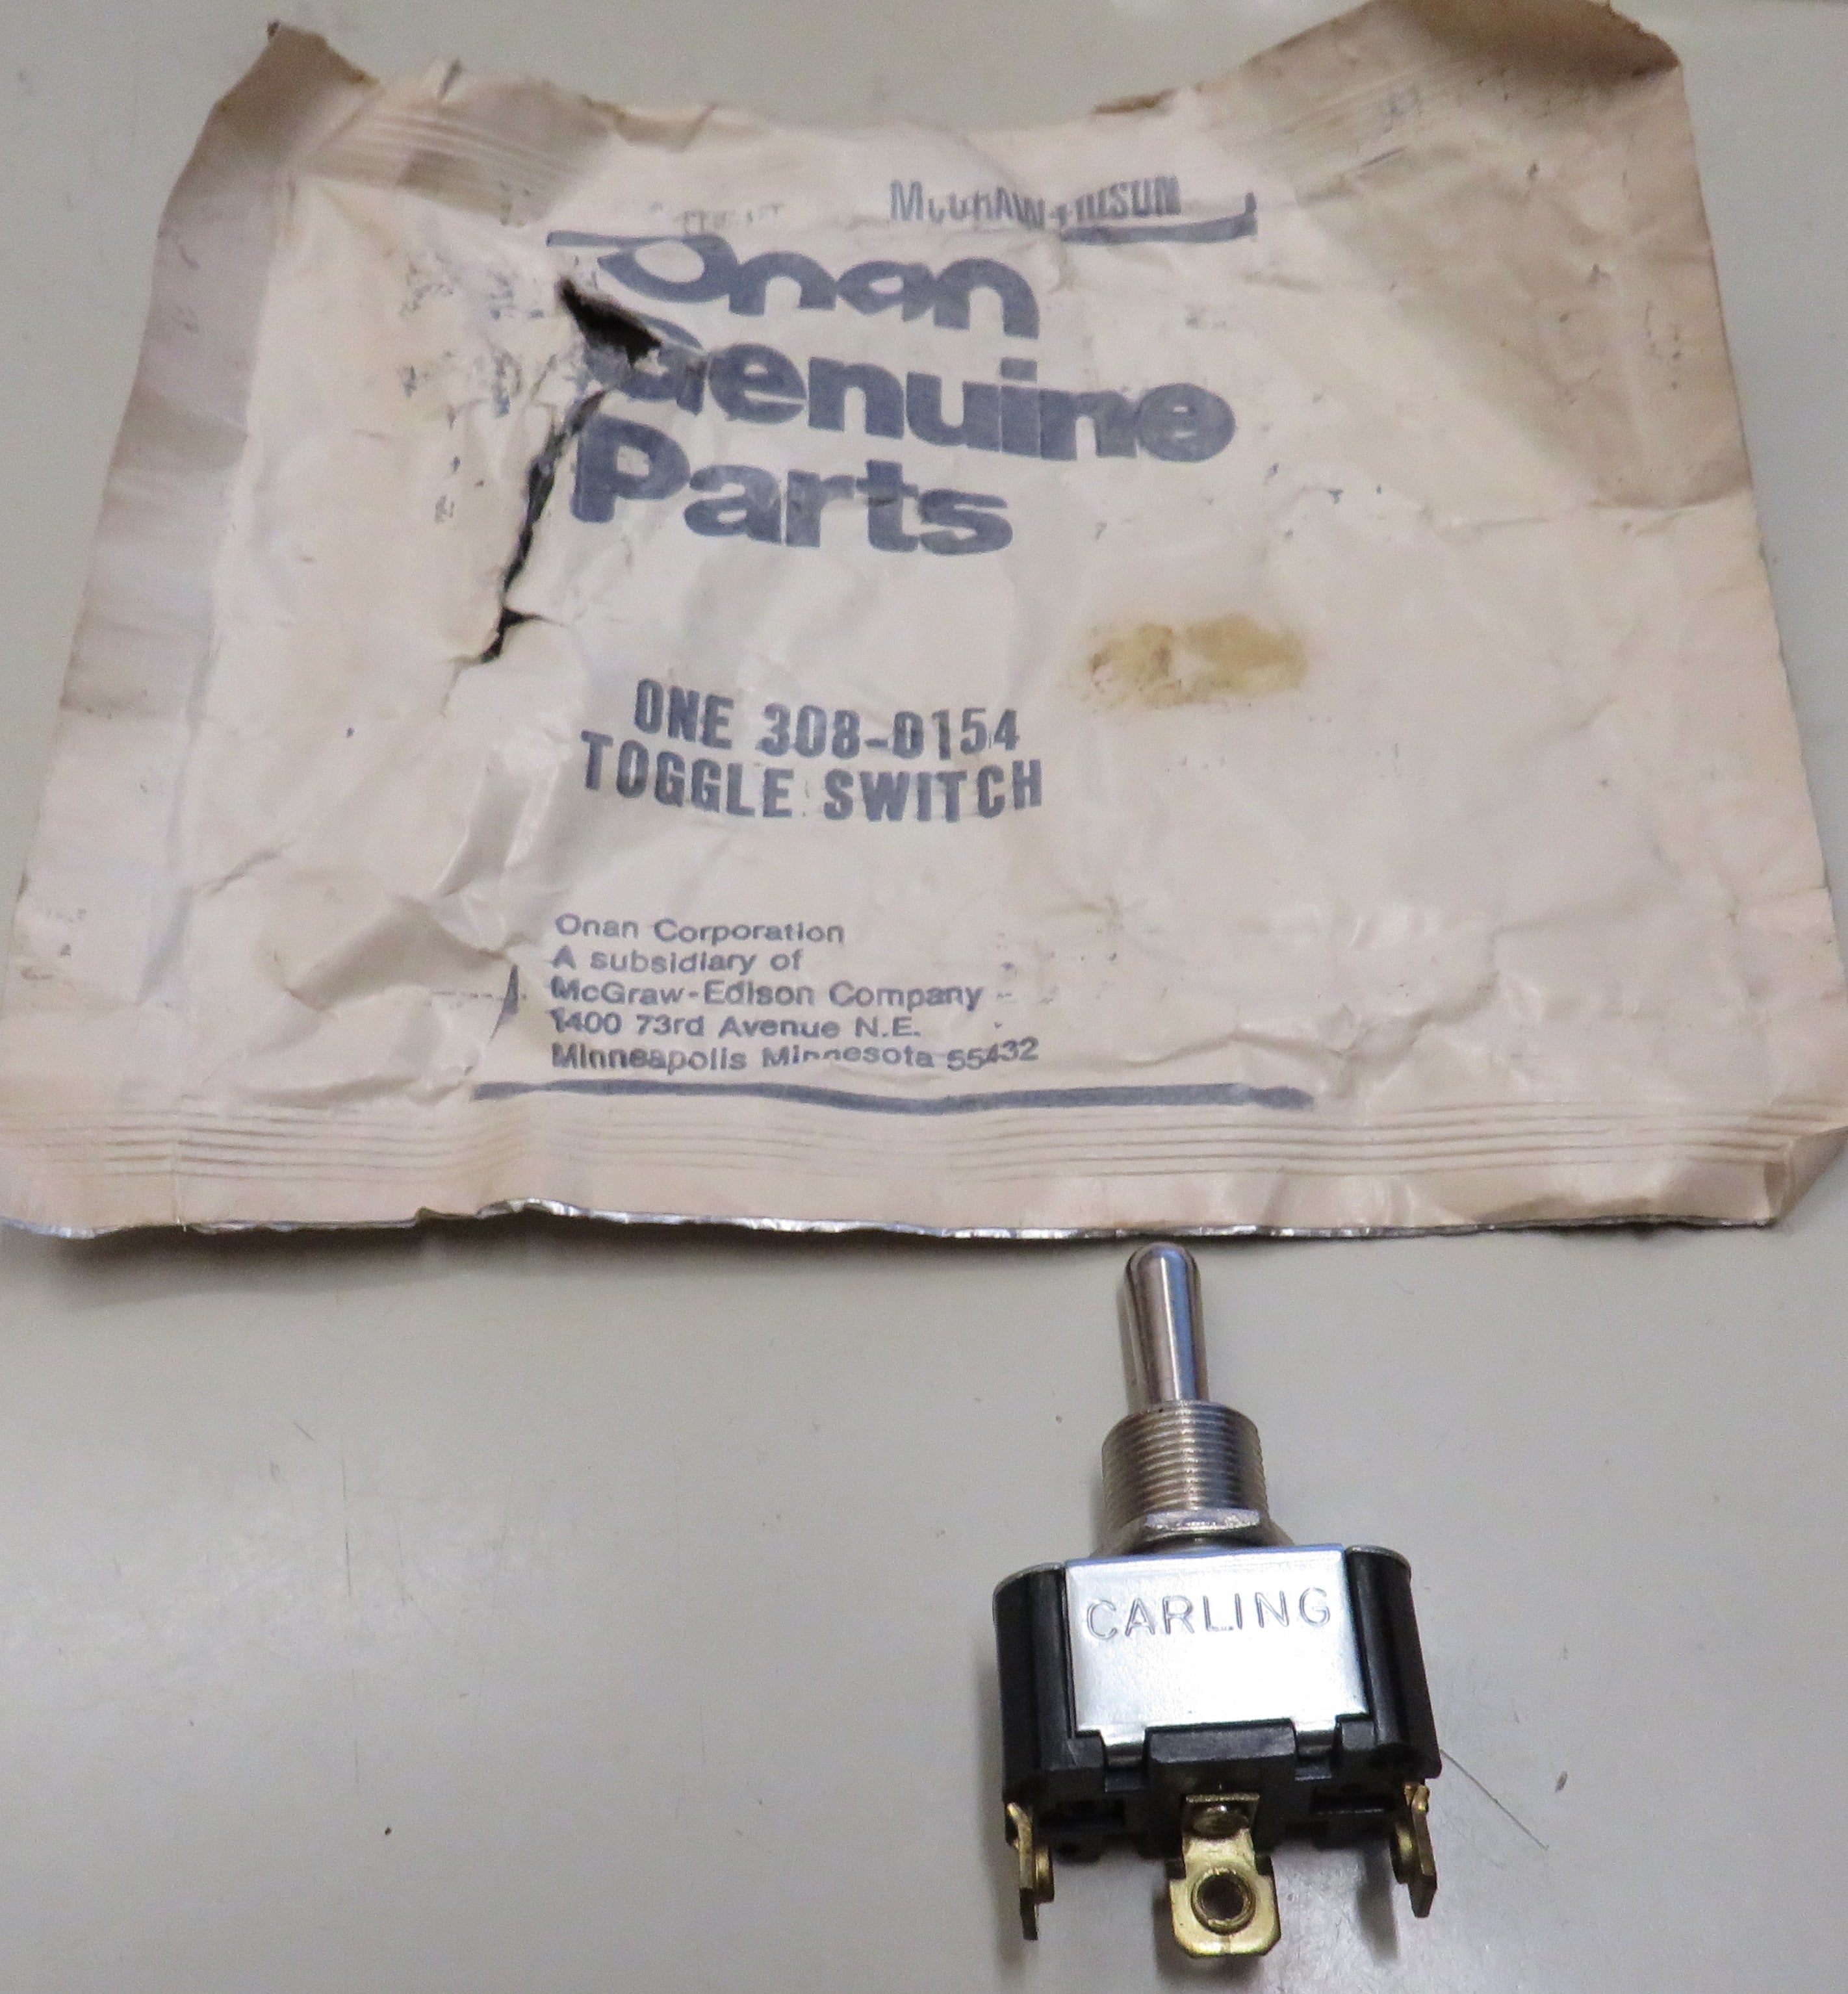 McGRAW-EDISON
Onan
Genuine
Parts
ONE 308-0154
TOGGLE SWITCH
Onan Corporation
A subsidiary of
McGraw-Edison Company
1400 73rd Avenue N.E.
Minneapolis Minnesota 55432
CARLING